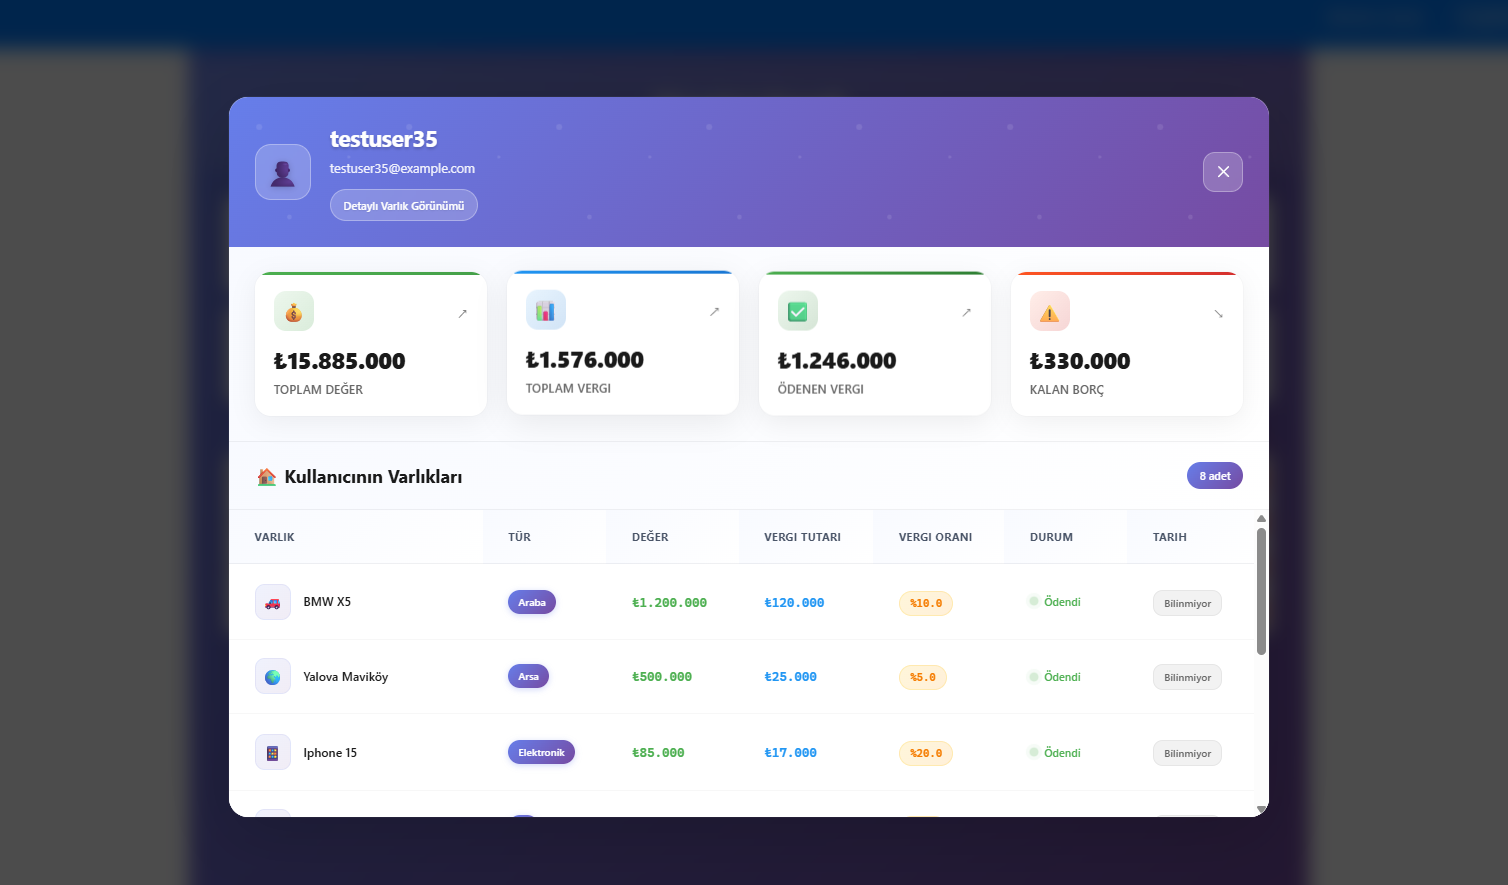 testuser35
testuser35@example.com
Detaylı Varlık Görünümü
₺15.885.000
TOPLAM DEĞER
₺1.576.000
TOPLAM VERGI
₺1.246.000
ÖDENEN VERGI
₺330.000
KALAN BORÇ
Kullanıcının Varlıkları
8 adet
VARLIK TÜR DEĞER VERGI TUTARI VERGI ORANI DURUM TARIH
BMW X5 Araba ₺1.200.000 ₺120.000 %10.0 Ödendi Bilinmiyor
Yalova Maviköy Arsa ₺500.000 ₺25.000 %5.0 Ödendi Bilinmiyor
Iphone 15 Elektronik ₺85.000 ₺17.000 %20.0 Ödendi Bilinmiyor